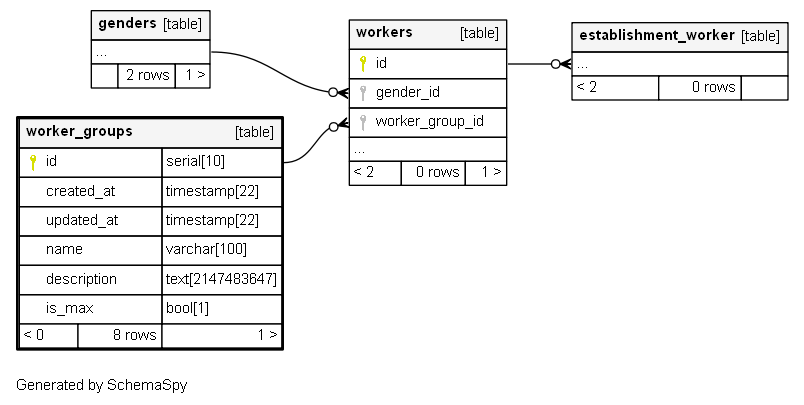 genders [table]
...
2 rows 1 >
workers [table]
id
gender_id
worker_group_id
...
< 2 0 rows 1 >
establishment_worker [table]
...
< 2 0 rows
worker_groups [table]
id serial[10]
created_at timestamp[22]
updated_at timestamp[22]
name varchar[100]
description text[2147483647]
is_max bool[1]
< 0 8 rows 1 >
Generated by SchemaSpy